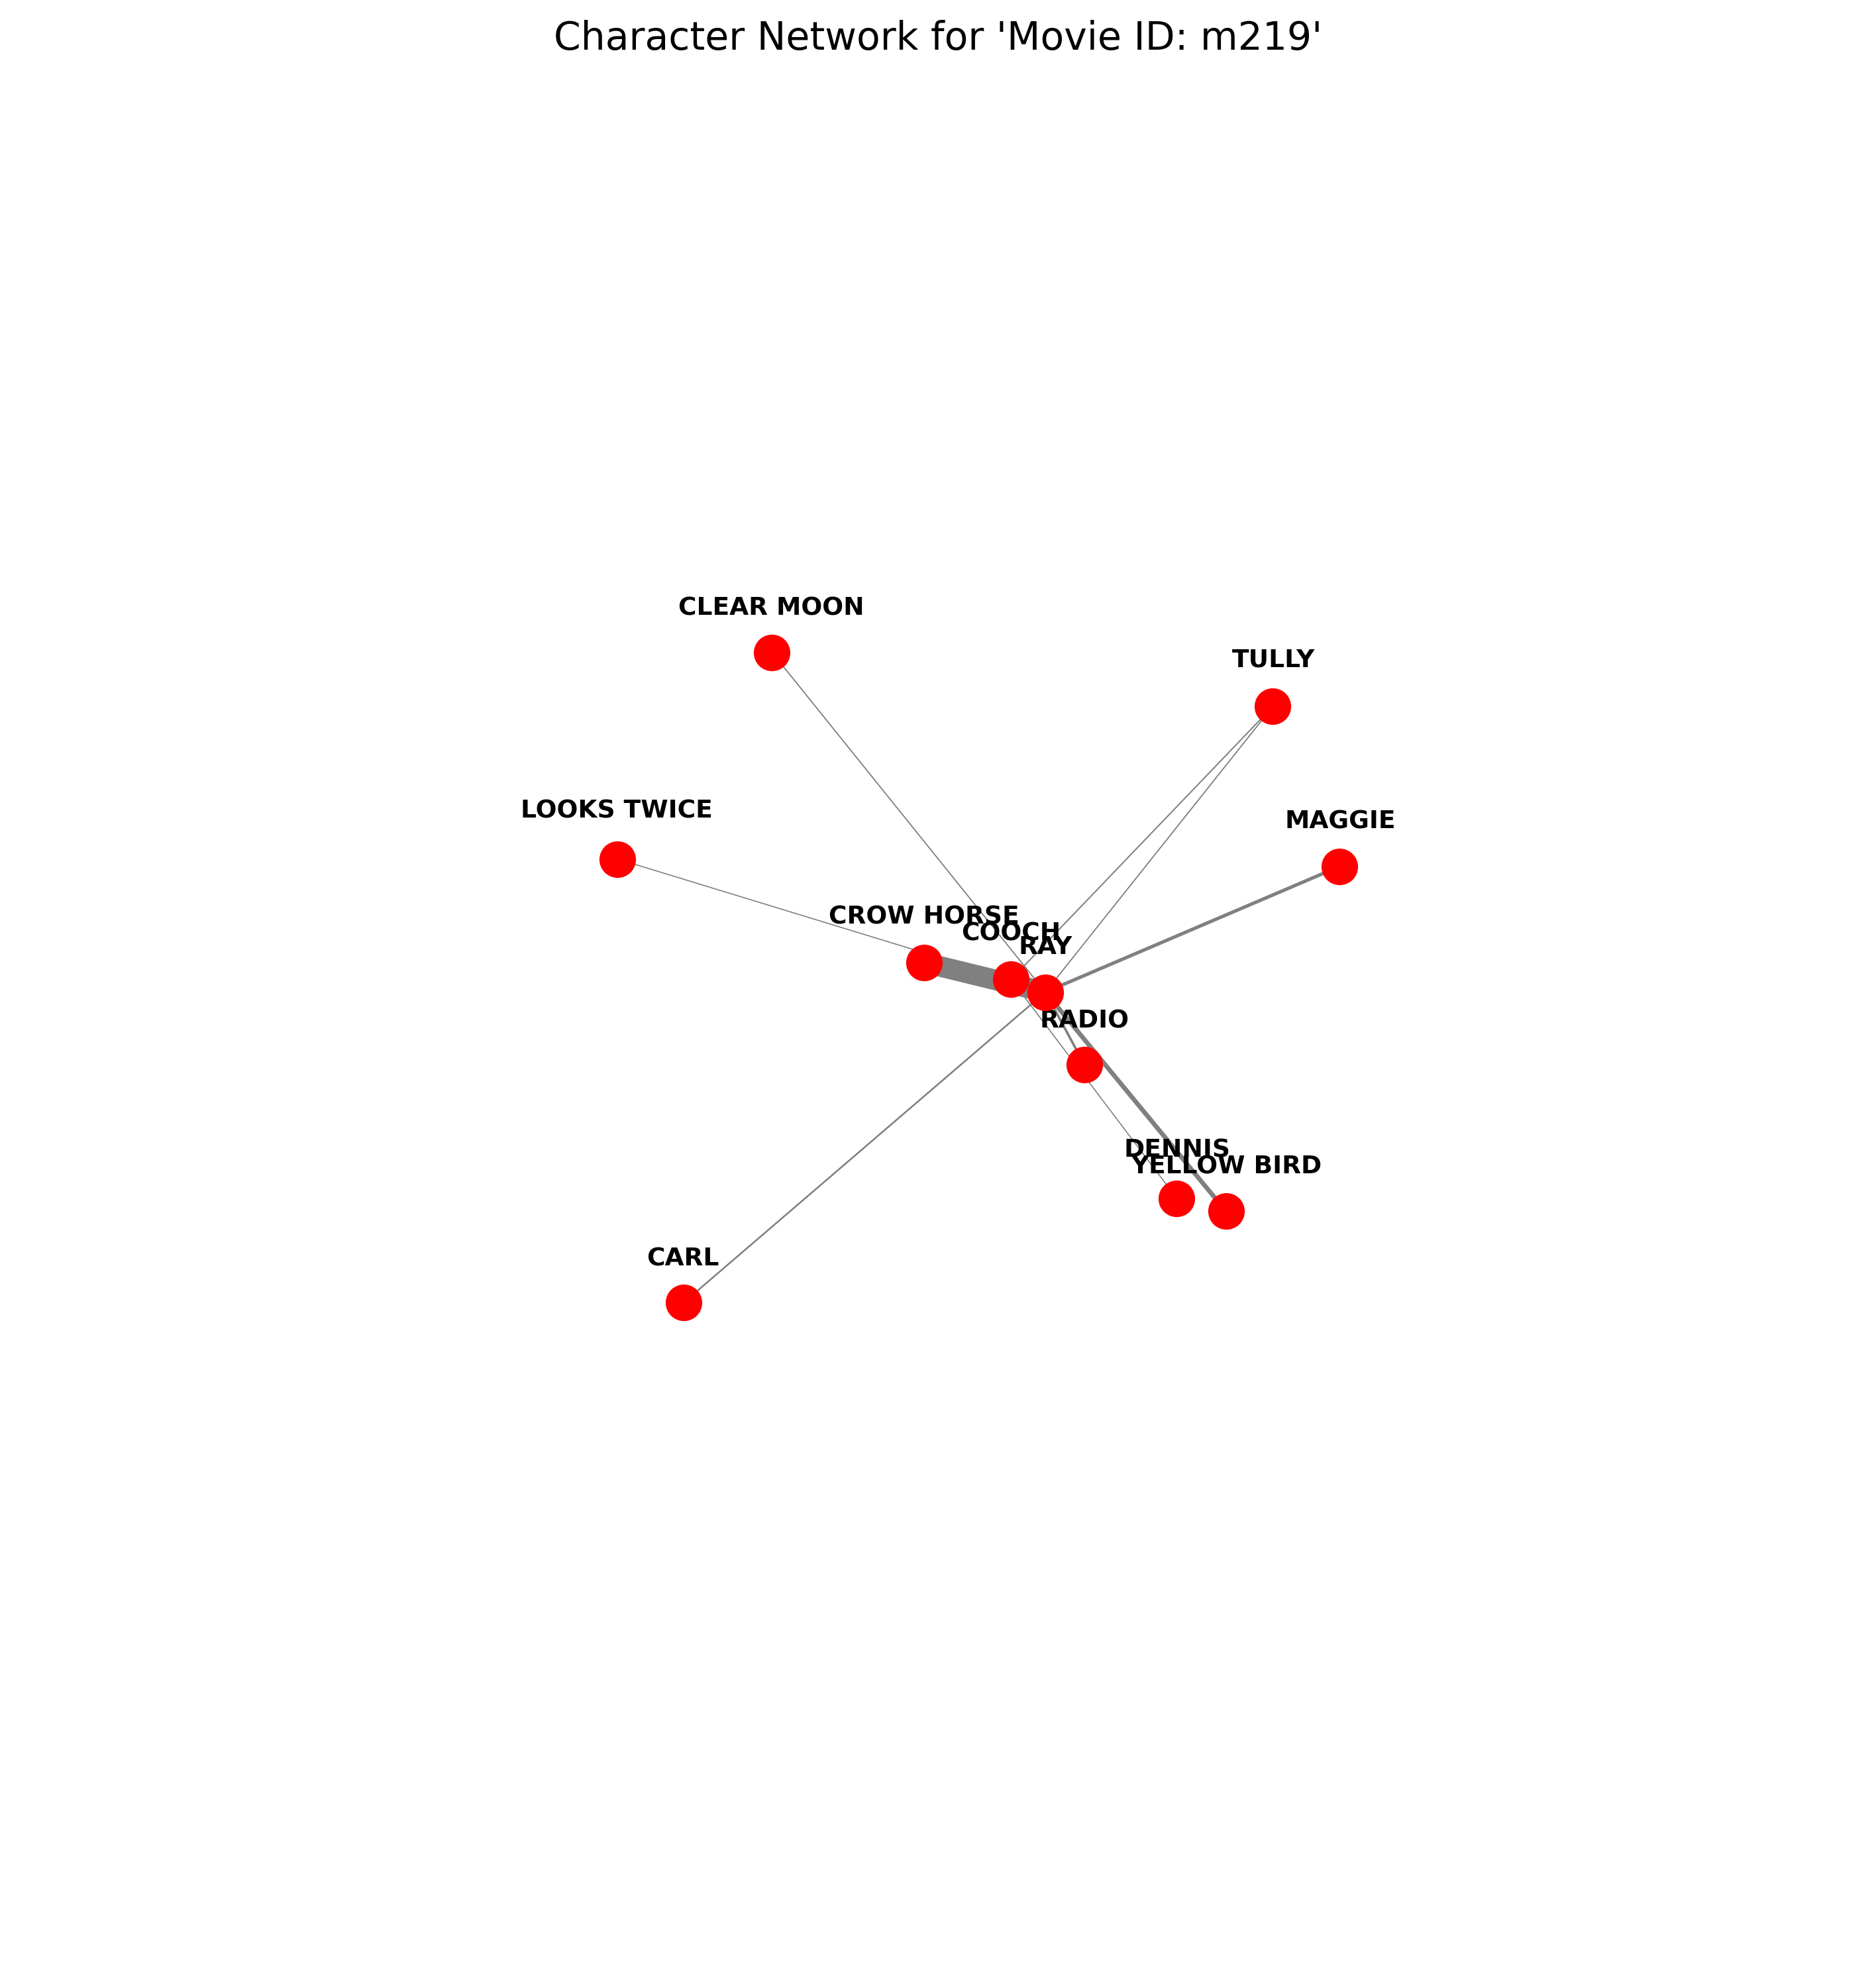 Character Network for 'Movie ID: m219'
CLEAR MOON
TULLY
LOOKS TWICE
MAGGIE
CROW HORSE
COOCH
RAY
RADIO
DENNIS
YELLOW BIRD
CARL